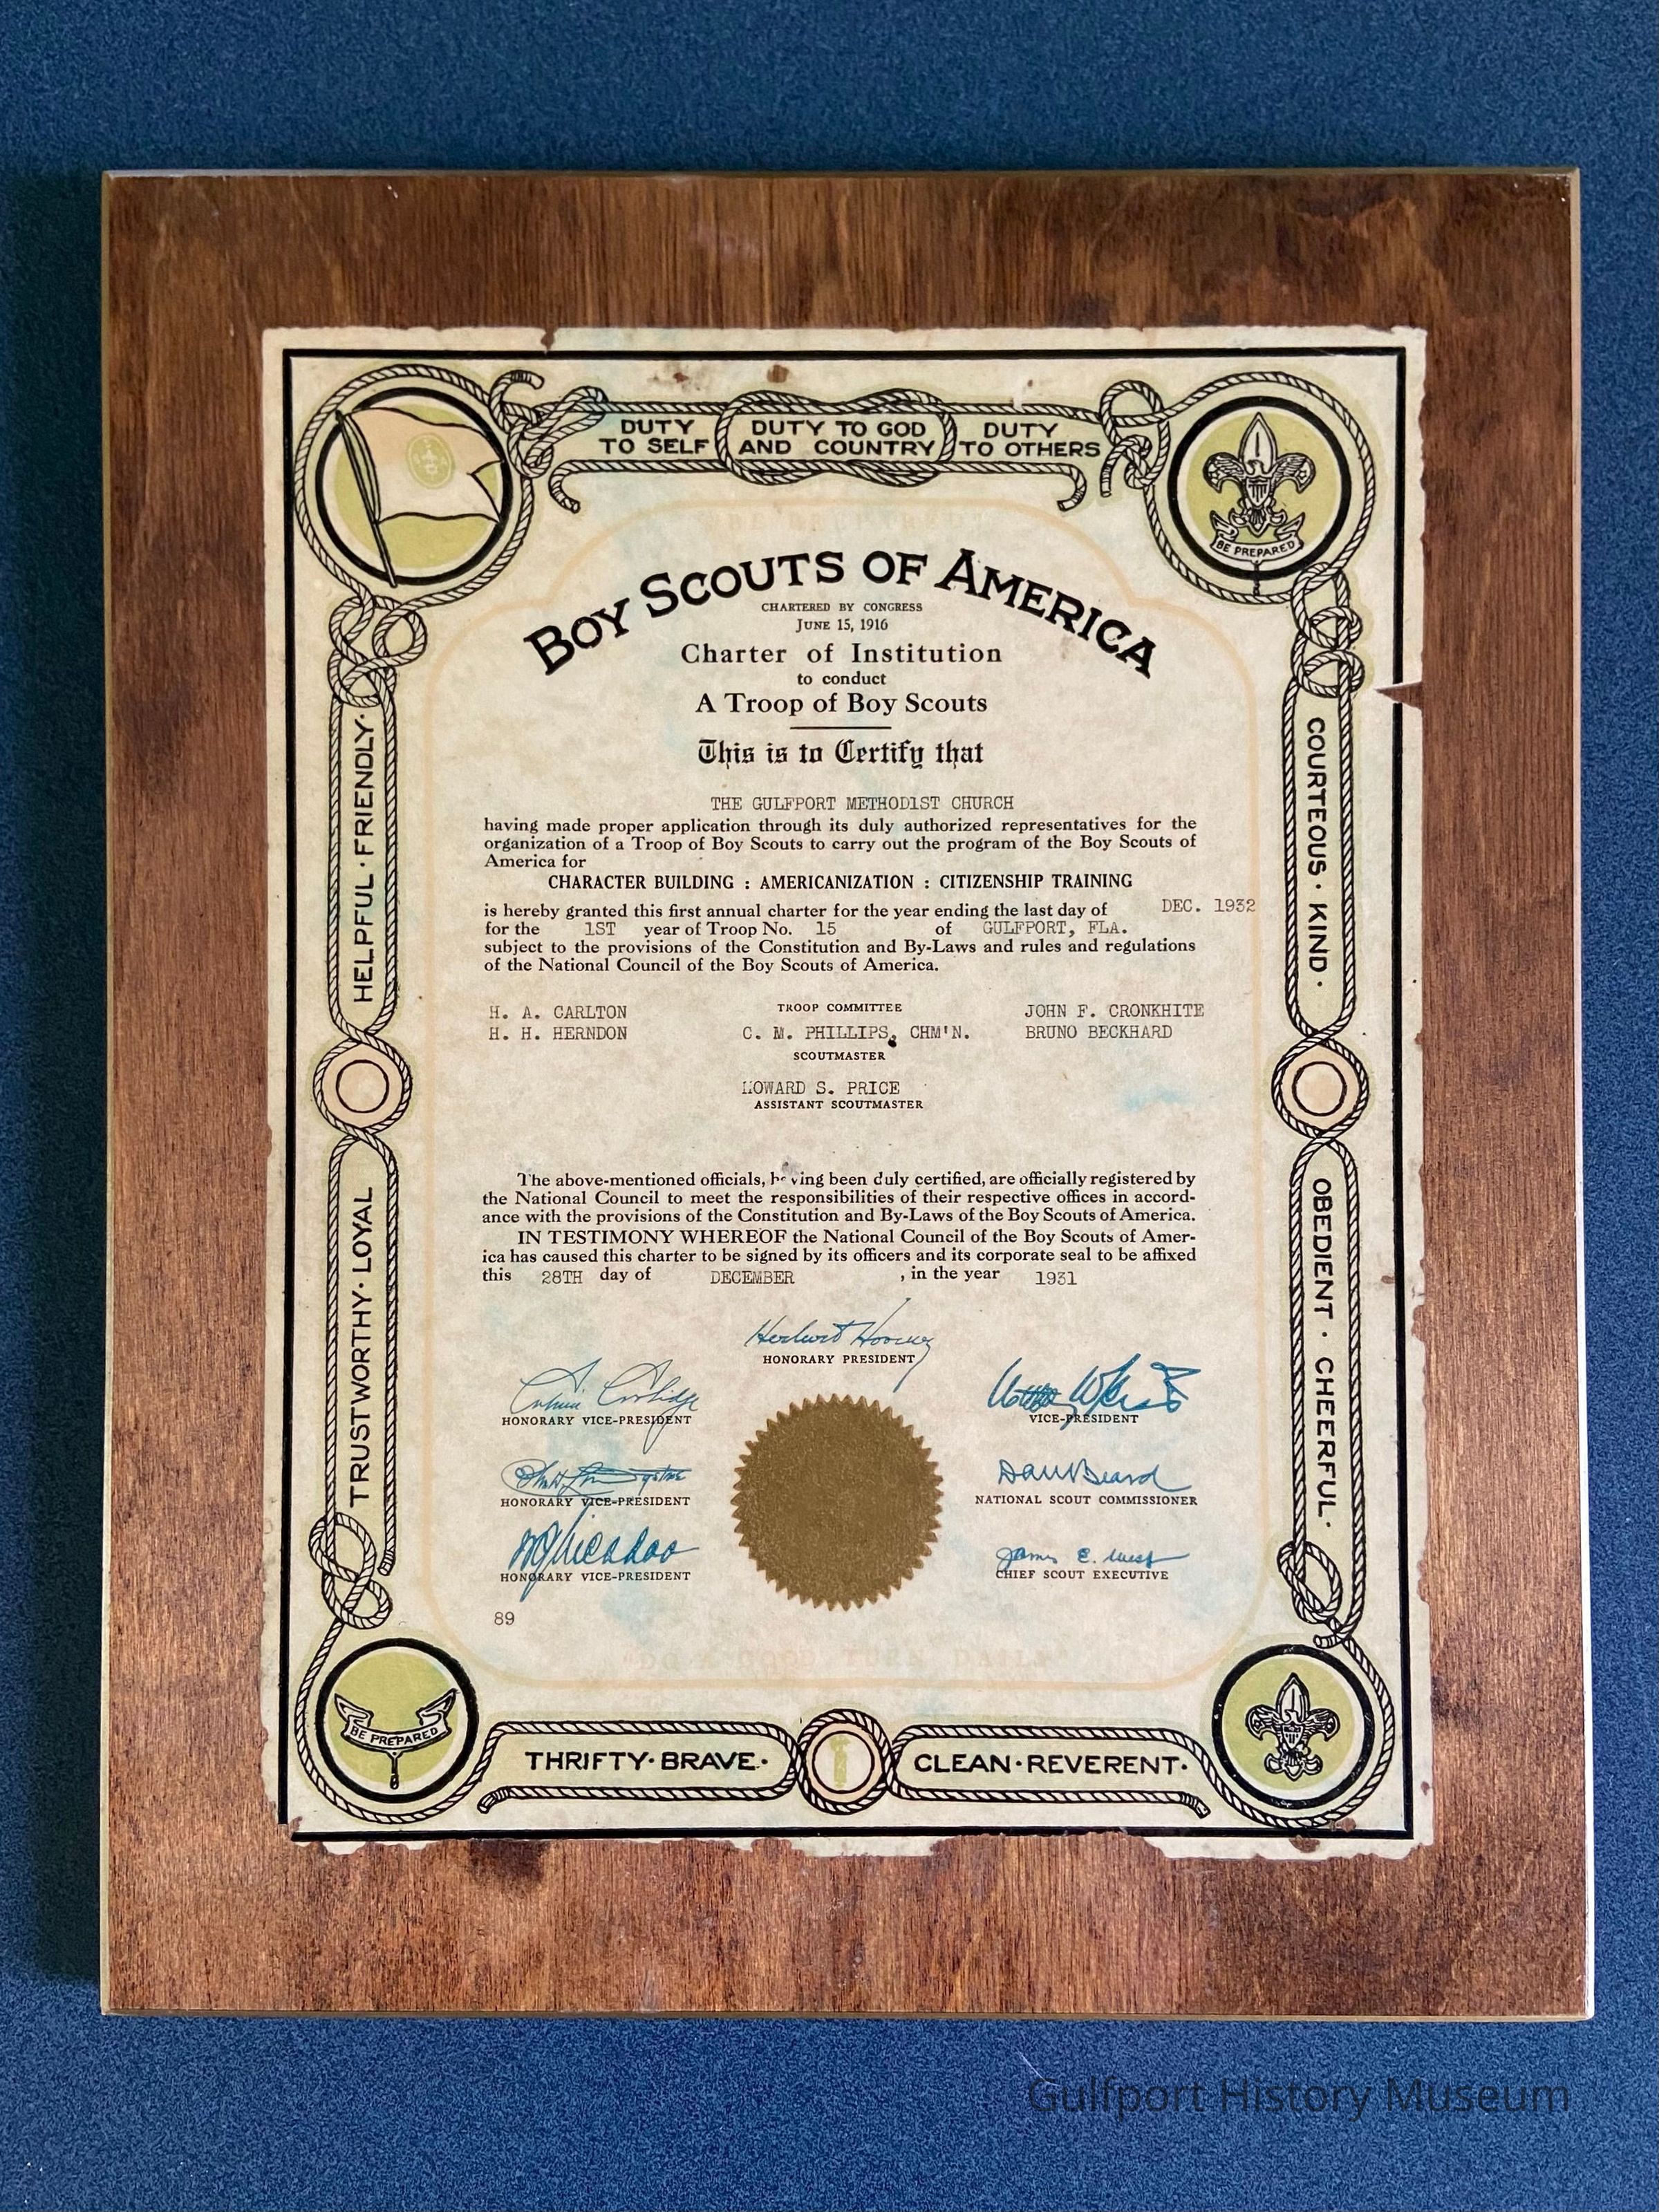 DUTY TO SELF
DUTY TO GOD AND COUNTRY
DUTY TO OTHERS
BE PREPARED
BOY SCOUTS OF AMERICA
CHARTERED BY CONGRESS
JUNE 15, 1916
Charter of Institution
to conduct
A Troop of Boy Scouts
This is to Certify that
THE GULFPORT METHOD1ST CHURCH
having made proper application through its duly authorized representatives for the
organization of a Troop of Boy Scouts to carry out the program of the Boy Scouts of
America for
CHARACTER BUILDING : AMERICANIZATION : CITIZENSHIP TRAINING
is hereby granted this first annual charter for the year ending the last day of DEC. 1932
for the 1ST year of Troop No. 15 of GULFPORT, FLA.
subject to the provisions of the Constitution and By-Laws and rules and regulations
of the National Council of the Boy Scouts of America.
TROOP COMMITTEE
H. A. CARLTON JOHN F. CRONKHITE
H. H. HERNDON C. M. PHILLIPS, CHM'N. BRUNO BECKHARD
SCOUTMASTER
HOWARD S. PRICE
ASSISTANT SCOUTMASTER
The above-mentioned officials, having been duly certified, are officially registered by
the National Council to meet the responsibilities of their respective offices in accord-
ance with the provisions of the Constitution and By-Laws of the Boy Scouts of America.
IN TESTIMONY WHEREOF the National Council of the Boy Scouts of Amer-
ica has caused this charter to be signed by its officers and its corporate seal to be affixed
this 28TH day of DECEMBER , in the year 1931
Herbert Hoover
HONORARY PRESIDENT
Calvin Coolidge
HONORARY VICE-PRESIDENT
VICE-PRESIDENT
HONORARY VICE-PRESIDENT
Dan Beard
NATIONAL SCOUT COMMISSIONER
HONORARY VICE-PRESIDENT
James E. West
CHIEF SCOUT EXECUTIVE
89
"DO A GOOD TURN DAILY"
HELPFUL · FRIENDLY ·
TRUSTWORTHY · LOYAL
COURTEOUS · KIND ·
OBEDIENT · CHEERFUL ·
BE PREPARED
THRIFTY · BRAVE ·
CLEAN · REVERENT ·
Gulfport History Museum